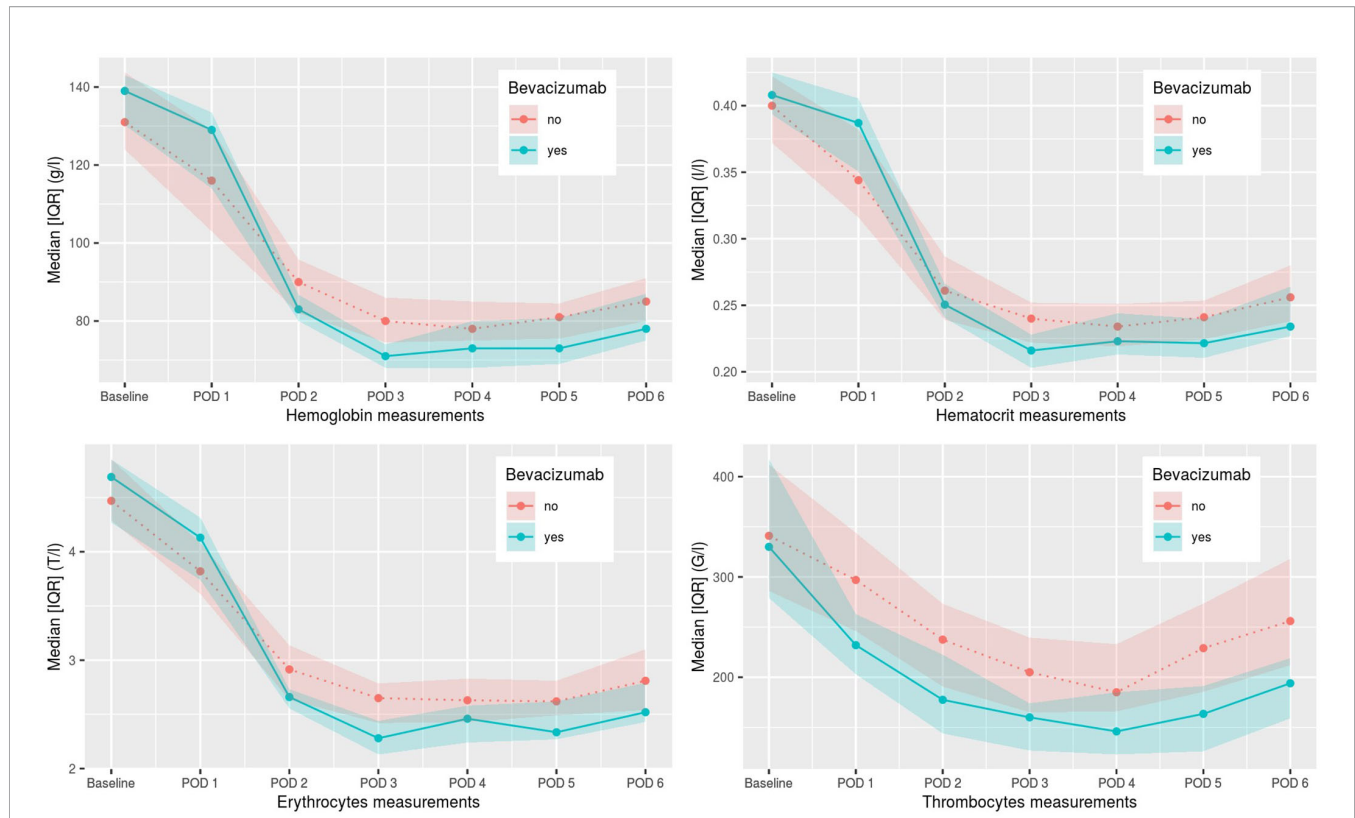 Bevacizumab
no
yes
Median [IQR] (g/l)
140
120
100
80
Baseline POD 1 POD 2 POD 3 POD 4 POD 5 POD 6
Hemoglobin measurements
Bevacizumab
no
yes
Median [IQR] (l/l)
0.40
0.35
0.30
0.25
0.20
Baseline POD 1 POD 2 POD 3 POD 4 POD 5 POD 6
Hematocrit measurements
Bevacizumab
no
yes
Median [IQR] (T/l)
4
3
2
Baseline POD 1 POD 2 POD 3 POD 4 POD 5 POD 6
Erythrocytes measurements
Bevacizumab
no
yes
Median [IQR] (G/l)
400
300
200
Baseline POD 1 POD 2 POD 3 POD 4 POD 5 POD 6
Thrombocytes measurements